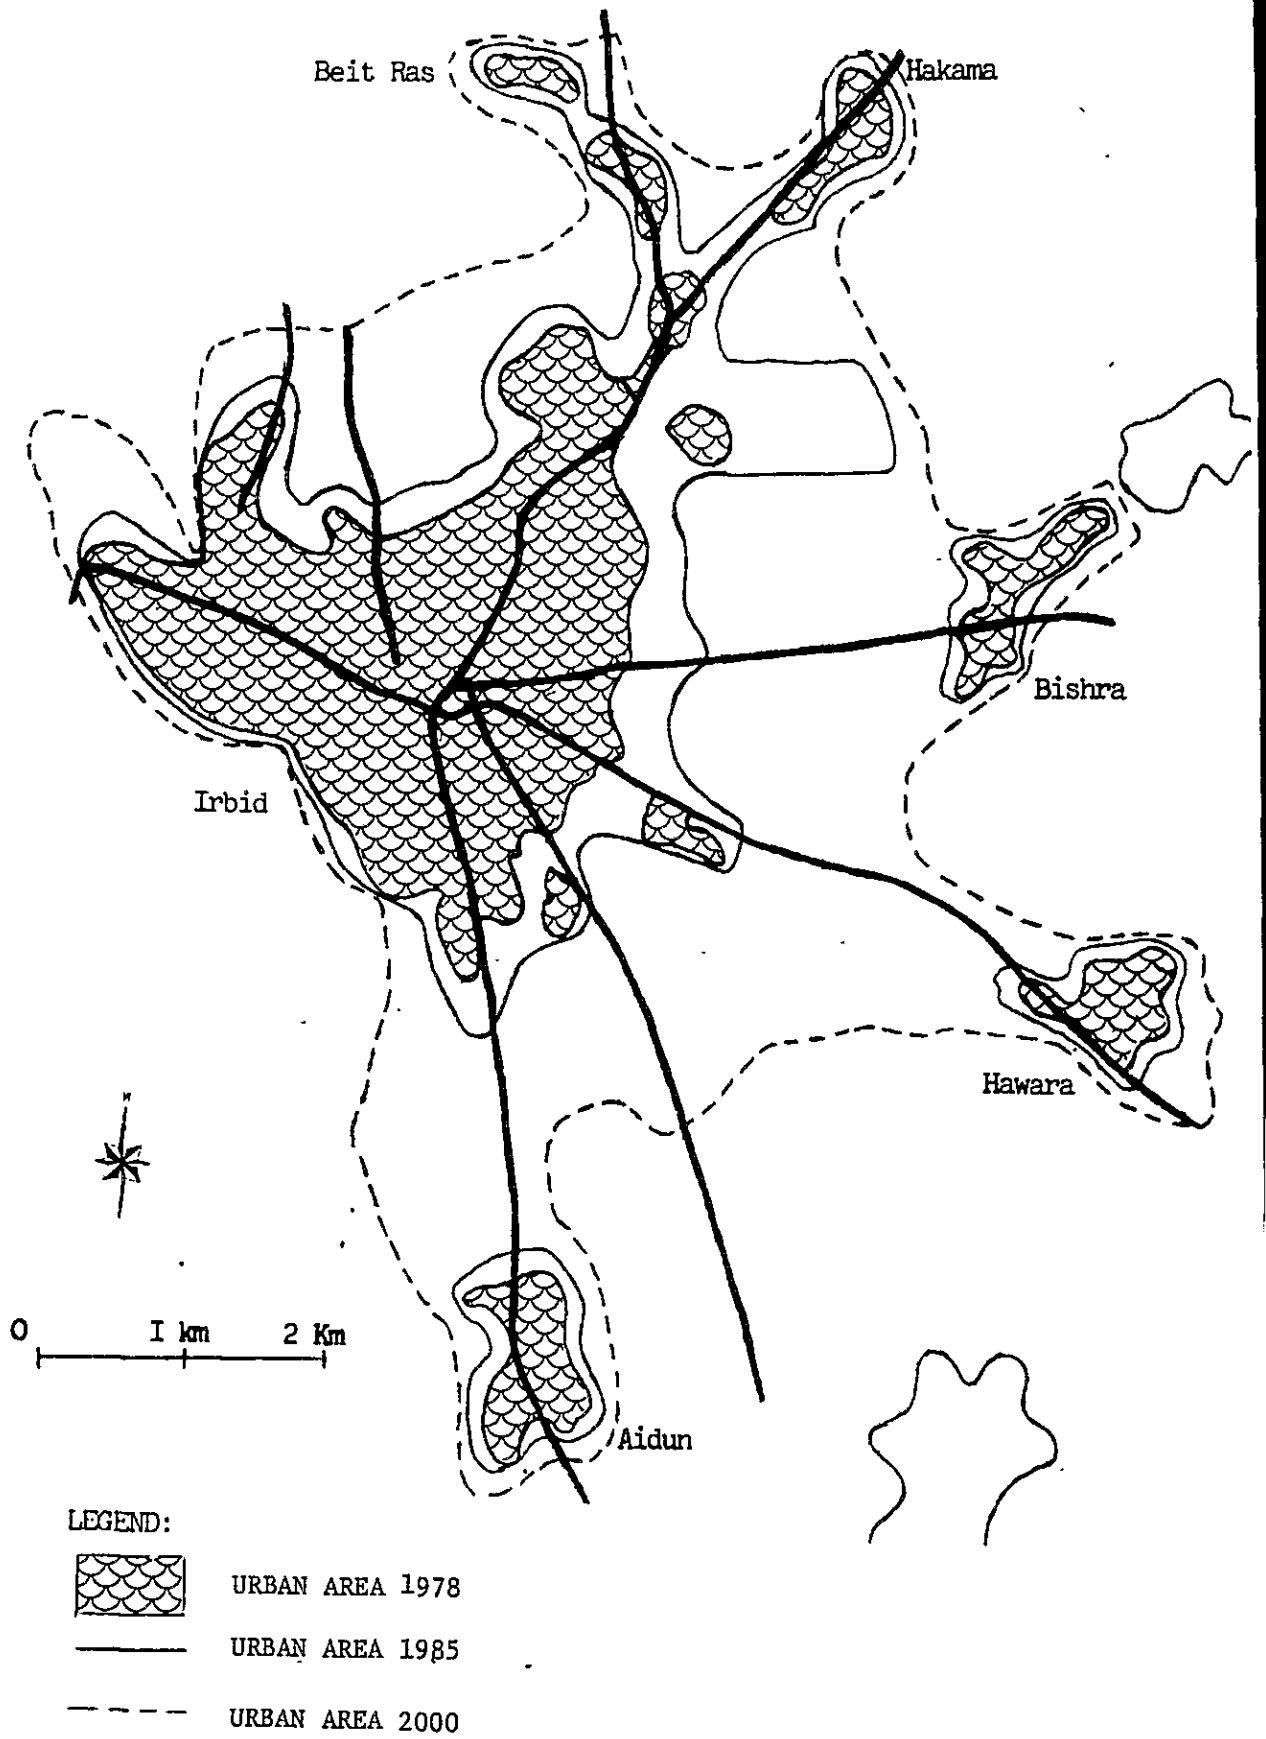 Beit Ras
Hakama
Bishra
Irbid
Hawara
N
0 I km 2 Km
Aidun
LEGEND:
URBAN AREA 1978
URBAN AREA 1985
URBAN AREA 2000